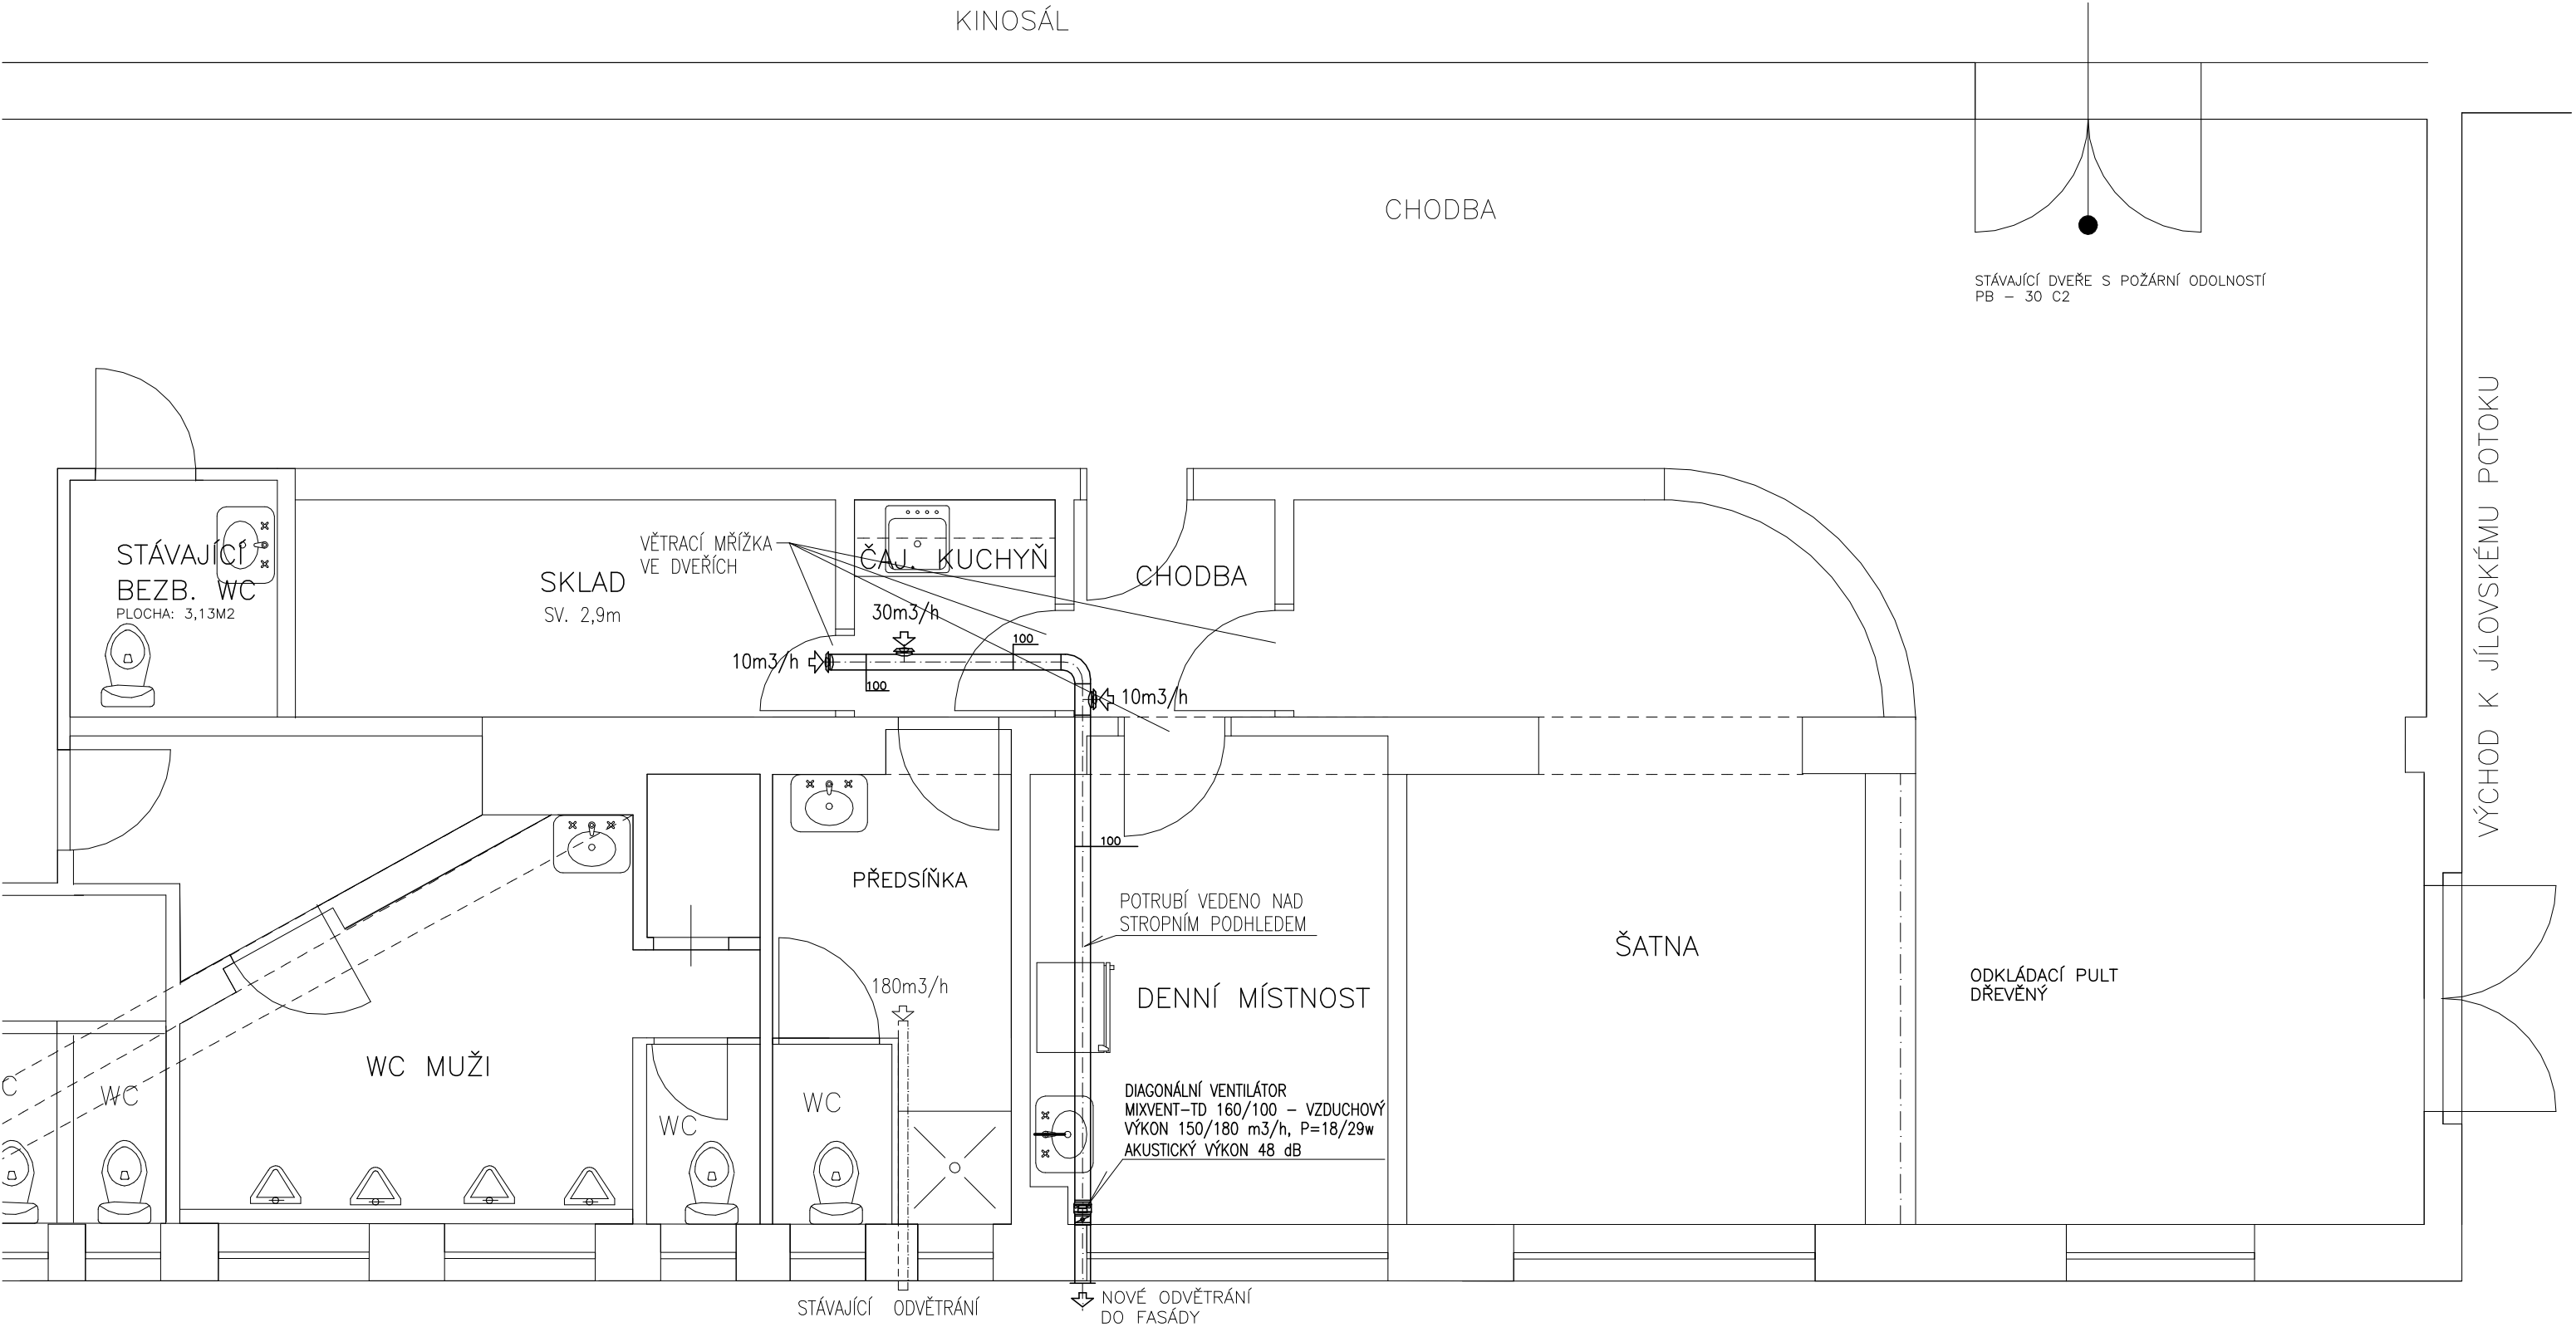 KINOSÁL
CHODBA
STÁVAJÍCÍ DVEŘE S POŽÁRNÍ ODOLNOSTÍ
PB – 30 C2
VÝCHOD K JÍLOVSKÉMU POTOKU
STÁVAJÍCÍ
BEZB. WC
PLOCHA: 3,13M2
SKLAD
SV. 2,9m
VĚTRACÍ MŘÍŽKA
VE DVEŘÍCH
ČAJ. KUCHYŇ
CHODBA
30m3/h
100
10m3/h
100
10m3/h
100
PŘEDSÍŇKA
POTRUBÍ VEDENO NAD
STROPNÍM PODHLEDEM
ŠATNA
ODKLÁDACÍ PULT
DŘEVĚNÝ
180m3/h
DENNÍ MÍSTNOST
WC MUŽI
C
WC
WC
WC
DIAGONÁLNÍ VENTILÁTOR
MIXVENT–TD 160/100 – VZDUCHOVÝ
VÝKON 150/180 m3/h, P=18/29w
AKUSTICKÝ VÝKON 48 dB
STÁVAJÍCÍ ODVĚTRÁNÍ
NOVÉ ODVĚTRÁNÍ
DO FASÁDY